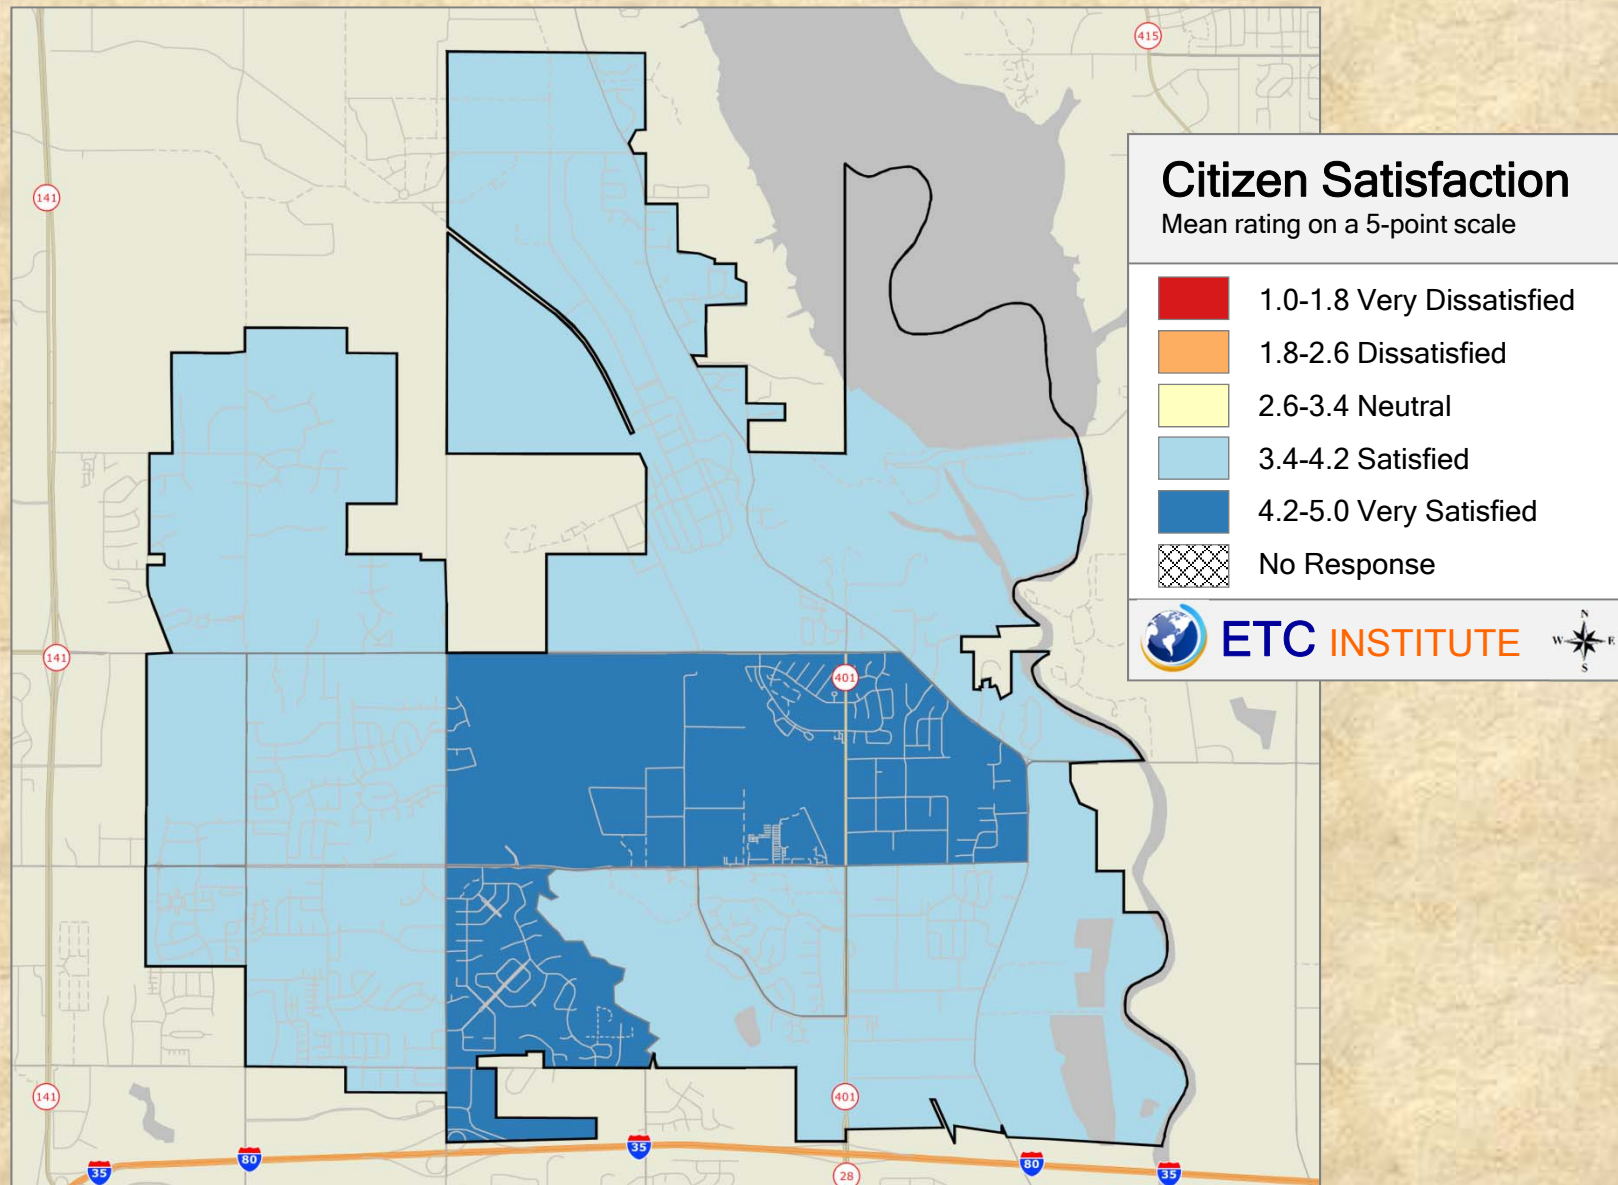 415
141
Citizen Satisfaction
Mean rating on a 5-point scale
1.0-1.8 Very Dissatisfied
1.8-2.6 Dissatisfied
2.6-3.4 Neutral
3.4-4.2 Satisfied
4.2-5.0 Very Satisfied
No Response
ETC INSTITUTE
N
W E
S
141
401
141
401
35
80
35
80
35
28